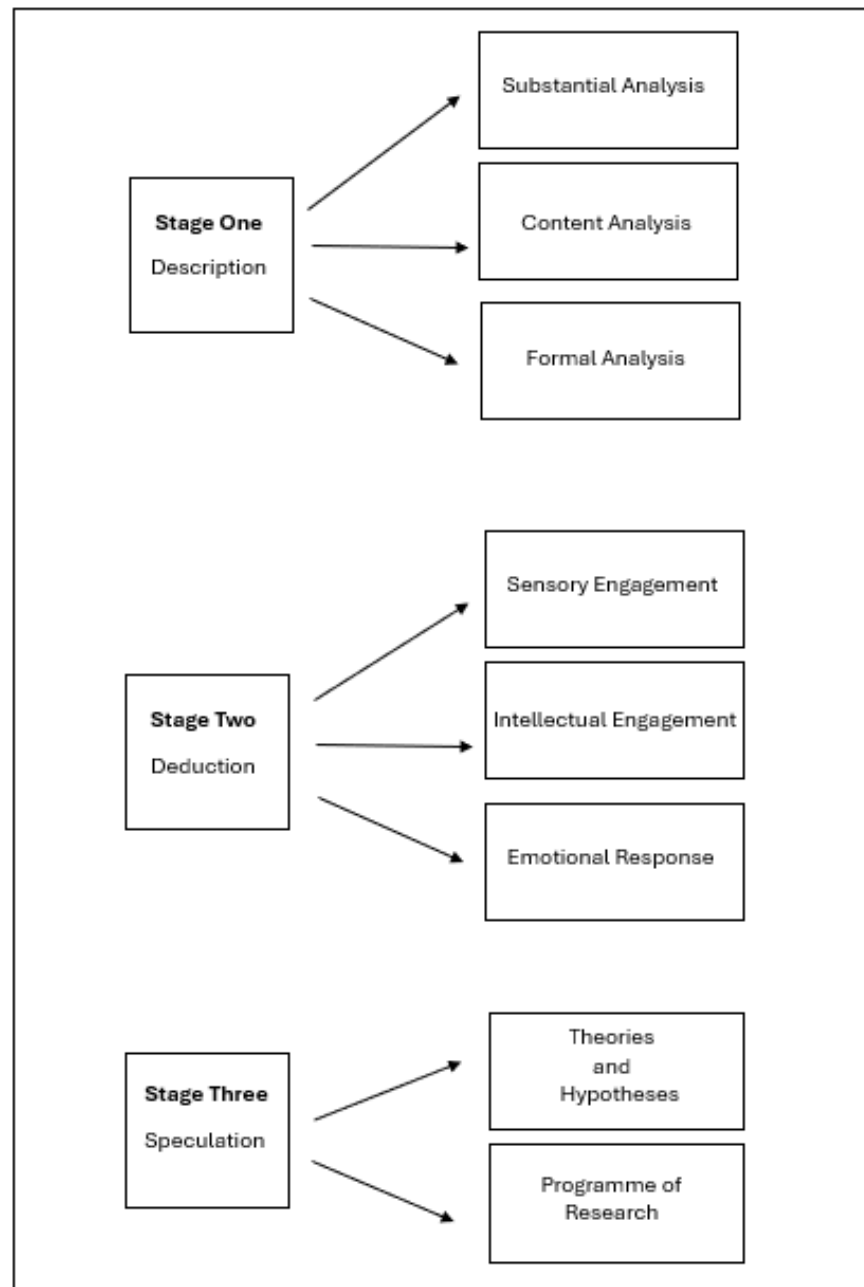 Stage One
Description
Substantial Analysis
Content Analysis
Formal Analysis
Stage Two
Deduction
Sensory Engagement
Intellectual Engagement
Emotional Response
Stage Three
Speculation
Theories
and
Hypotheses
Programme of
Research